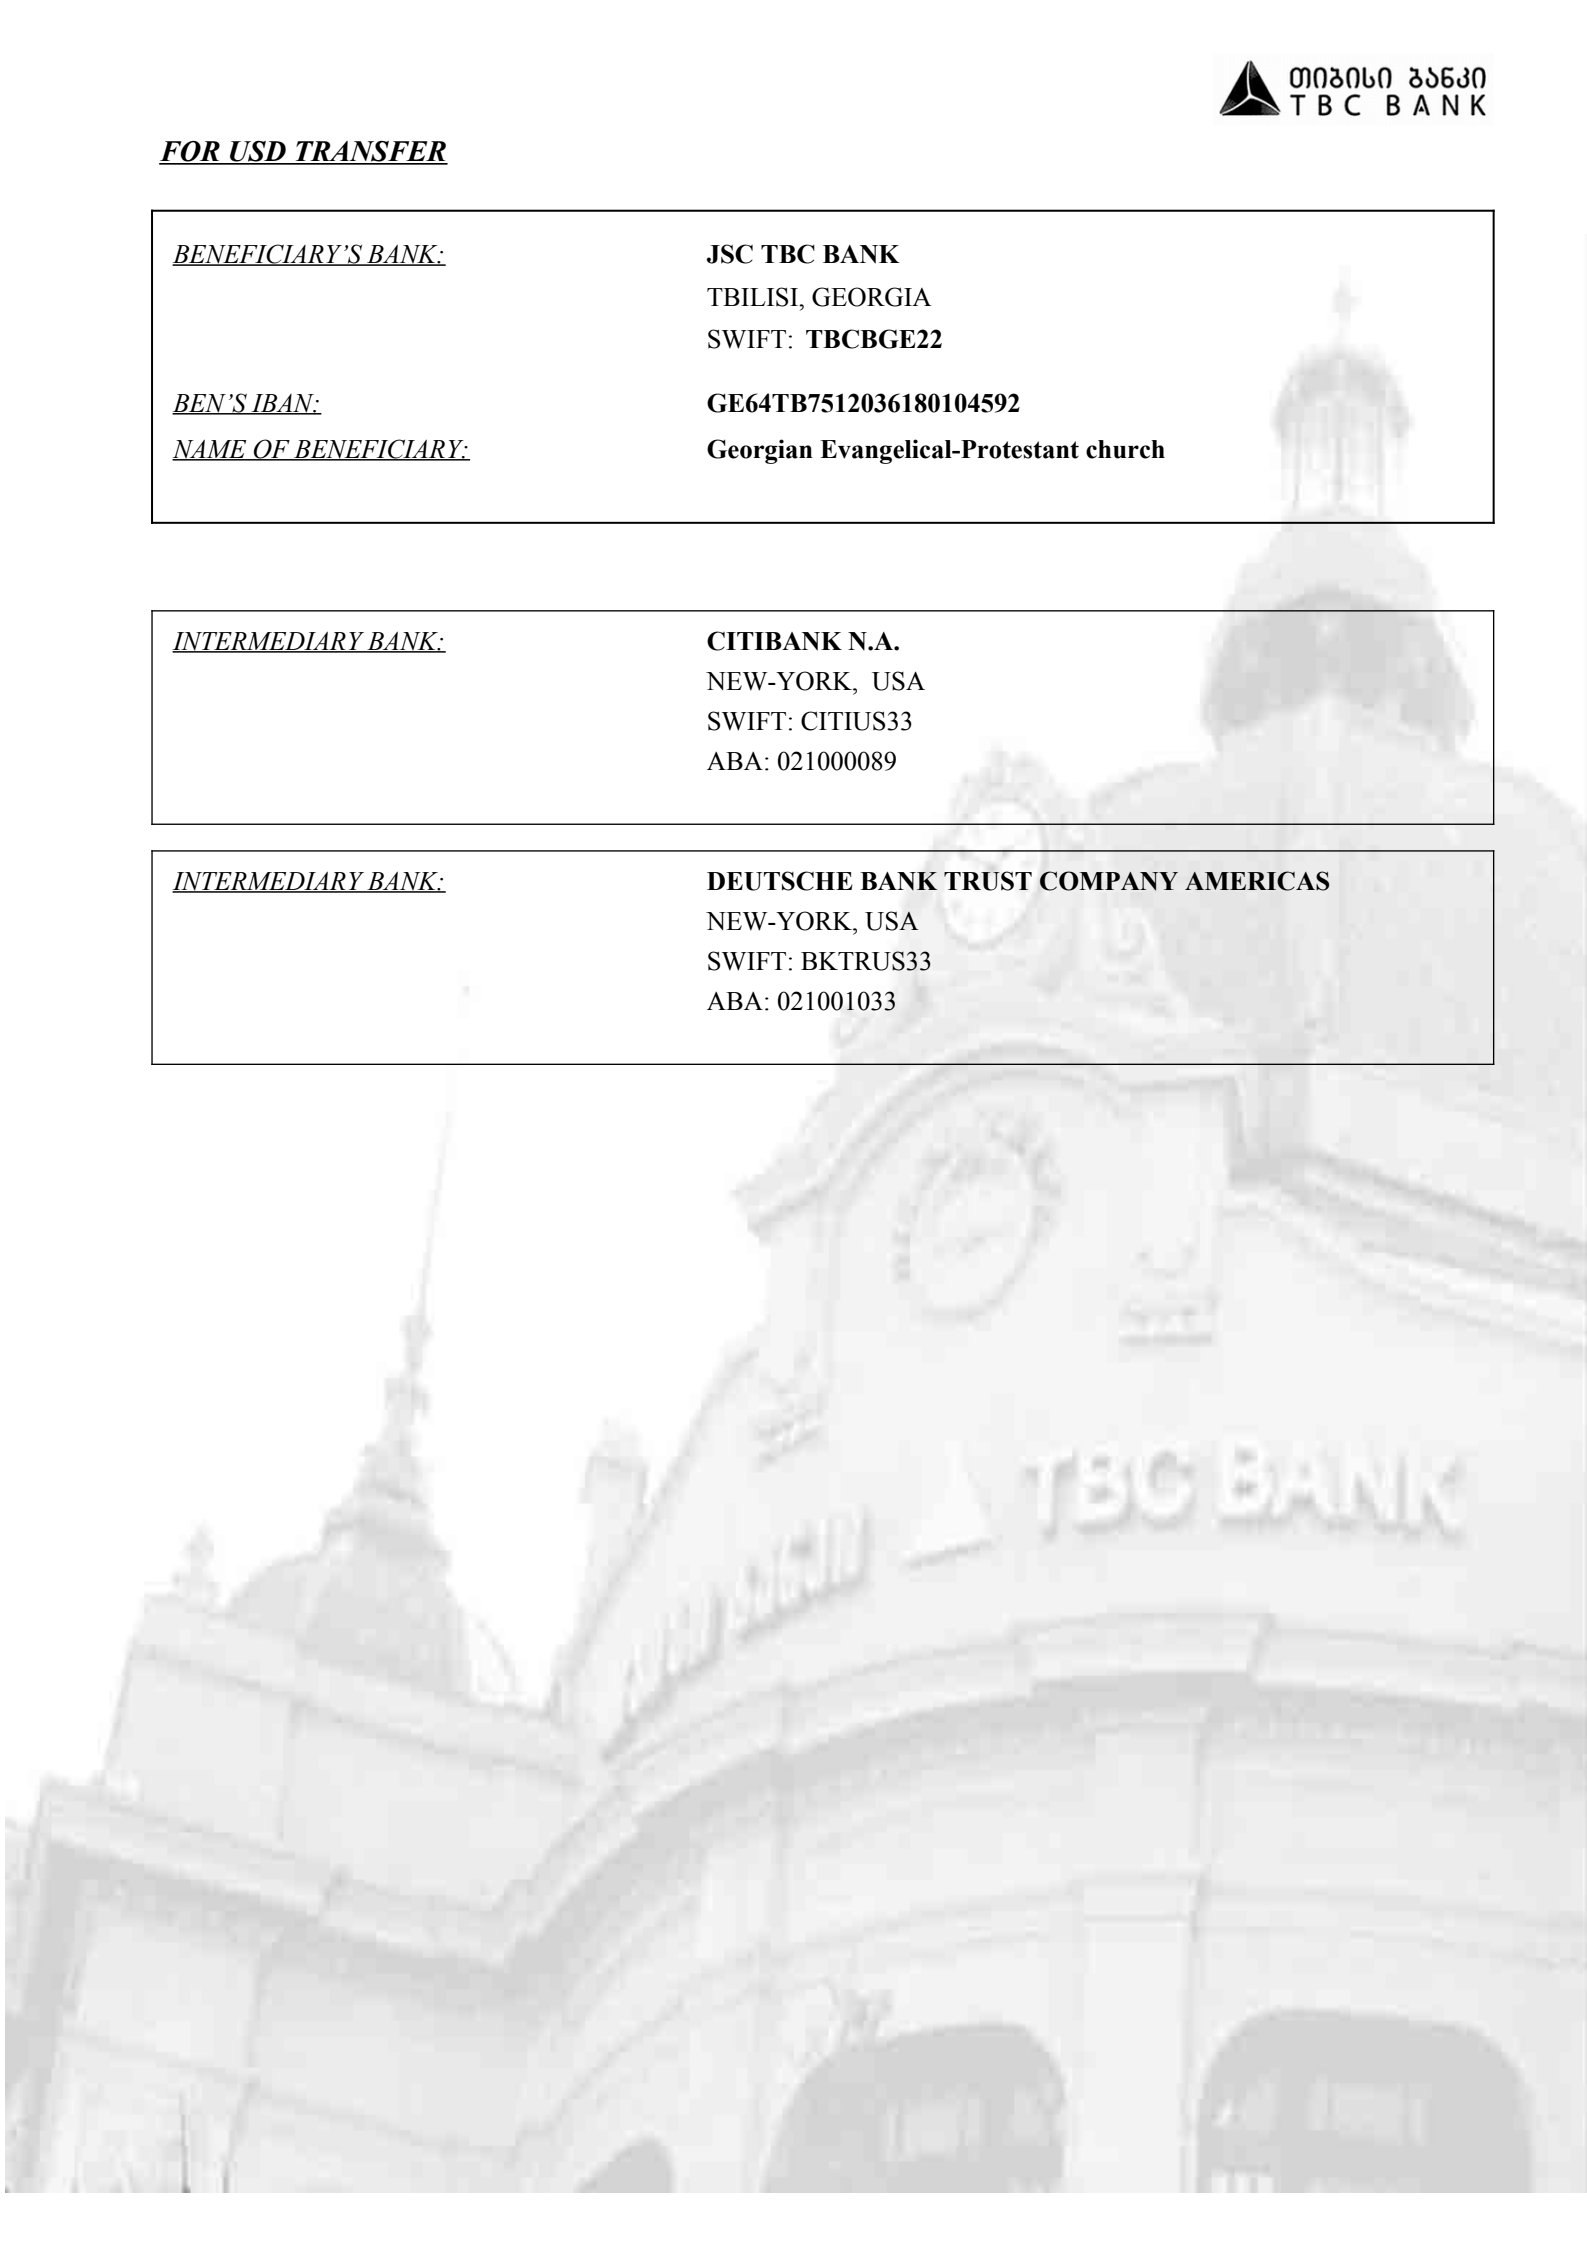 თიბისი ბანკი
TBC BANK
FOR USD TRANSFER
BENEFICIARY’S BANK: JSC TBC BANK
TBILISI, GEORGIA
SWIFT: TBCBGE22
BEN’S IBAN: GE64TB7512036180104592
NAME OF BENEFICIARY: Georgian Evangelical-Protestant church
INTERMEDIARY BANK: CITIBANK N.A.
NEW-YORK, USA
SWIFT: CITIUS33
ABA: 021000089
INTERMEDIARY BANK: DEUTSCHE BANK TRUST COMPANY AMERICAS
NEW-YORK, USA
SWIFT: BKTRUS33
ABA: 021001033
TBC BANK